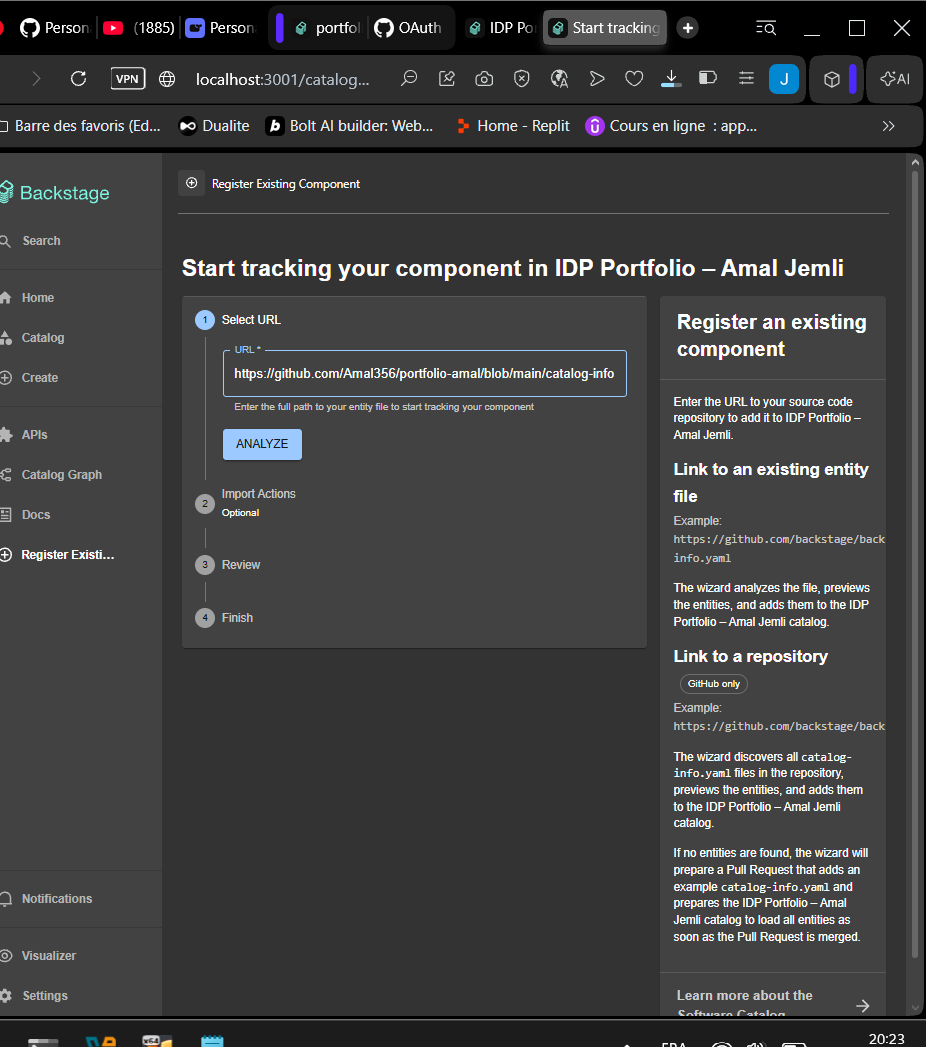 Person
(1885)
Person
portfol
OAuth
IDP Po
Start tracking
VPN
localhost:3001/catalog...
J
AI
Barre des favoris (Ed...
Dualite
b
Bolt AI builder: Web...
Home - Replit
Cours en ligne : app...
Backstage
Search
Home
Catalog
Create
APIs
Catalog Graph
Docs
Register Existi...
Notifications
Visualizer
Settings
Register Existing Component
Start tracking your component in IDP Portfolio – Amal Jemli
1
Select URL
URL *
https://github.com/Amal356/portfolio-amal/blob/main/catalog-info
Enter the full path to your entity file to start tracking your component
ANALYZE
2
Import Actions
Optional
3
Review
4
Finish
Register an existing
component
Enter the URL to your source code
repository to add it to IDP Portfolio –
Amal Jemli.
Link to an existing entity
file
Example:
https://github.com/backstage/back
info.yaml
The wizard analyzes the file, previews
the entities, and adds them to the IDP
Portfolio – Amal Jemli catalog.
Link to a repository
GitHub only
Example:
https://github.com/backstage/back
The wizard discovers all catalog-
info.yaml files in the repository,
previews the entities, and adds them
to the IDP Portfolio – Amal Jemli
catalog.
If no entities are found, the wizard will
prepare a Pull Request that adds an
example catalog-info.yaml and
prepares the IDP Portfolio – Amal
Jemli catalog to load all entities as
soon as the Pull Request is merged.
Learn more about the
Software Catalog
x64
FRA
20:23